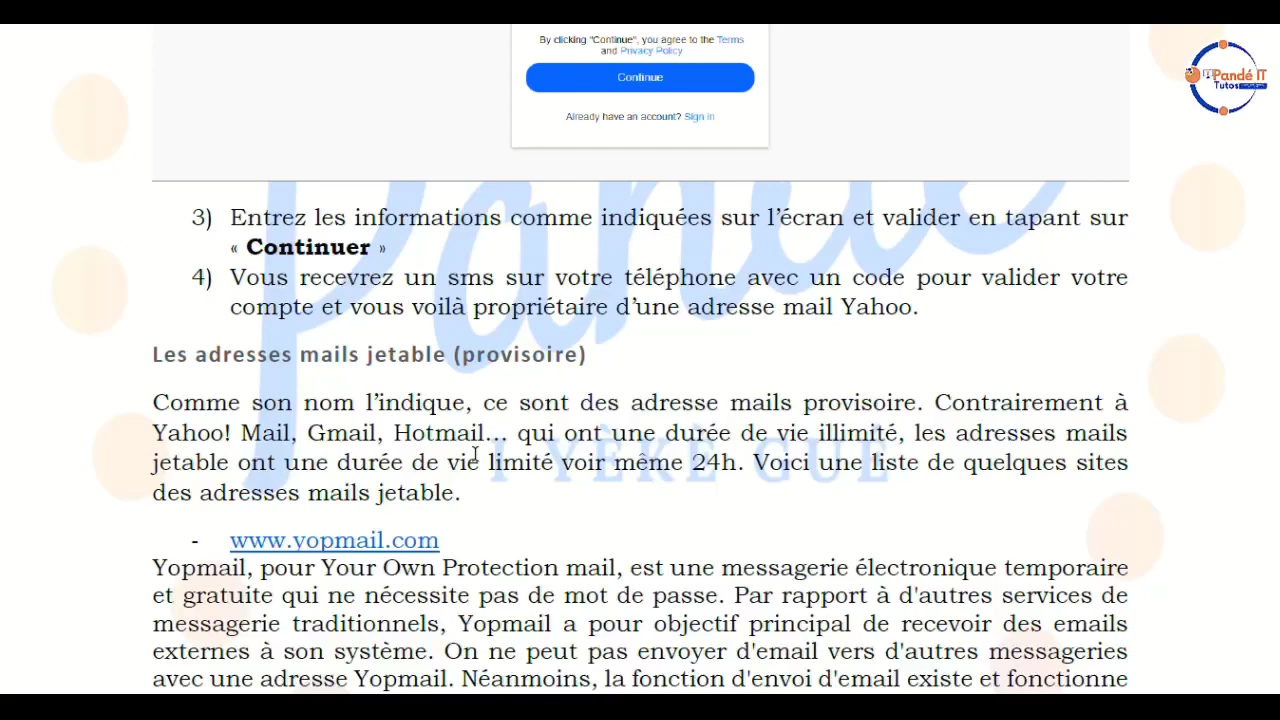 By clicking "Continue", you agree to the Terms
and Privacy Policy
Continue
Already have an account? Sign in
Pandé IT
Tutos
3) Entrez les informations comme indiquées sur l'écran et valider en tapant sur
« Continuer »
4) Vous recevrez un sms sur votre téléphone avec un code pour valider votre
compte et vous voilà propriétaire d'une adresse mail Yahoo.
Les adresses mails jetable (provisoire)
Comme son nom l'indique, ce sont des adresse mails provisoire. Contrairement à
Yahoo! Mail, Gmail, Hotmail… qui ont une durée de vie illimité, les adresses mails
jetable ont une durée de vie limité voir même 24h. Voici une liste de quelques sites
des adresses mails jetable.
I YÈKÈ GUÈ
- www.yopmail.com
Yopmail, pour Your Own Protection mail, est une messagerie électronique temporaire
et gratuite qui ne nécessite pas de mot de passe. Par rapport à d'autres services de
messagerie traditionnels, Yopmail a pour objectif principal de recevoir des emails
externes à son système. On ne peut pas envoyer d'email vers d'autres messageries
avec une adresse Yopmail. Néanmoins, la fonction d'envoi d'email existe et fonctionne